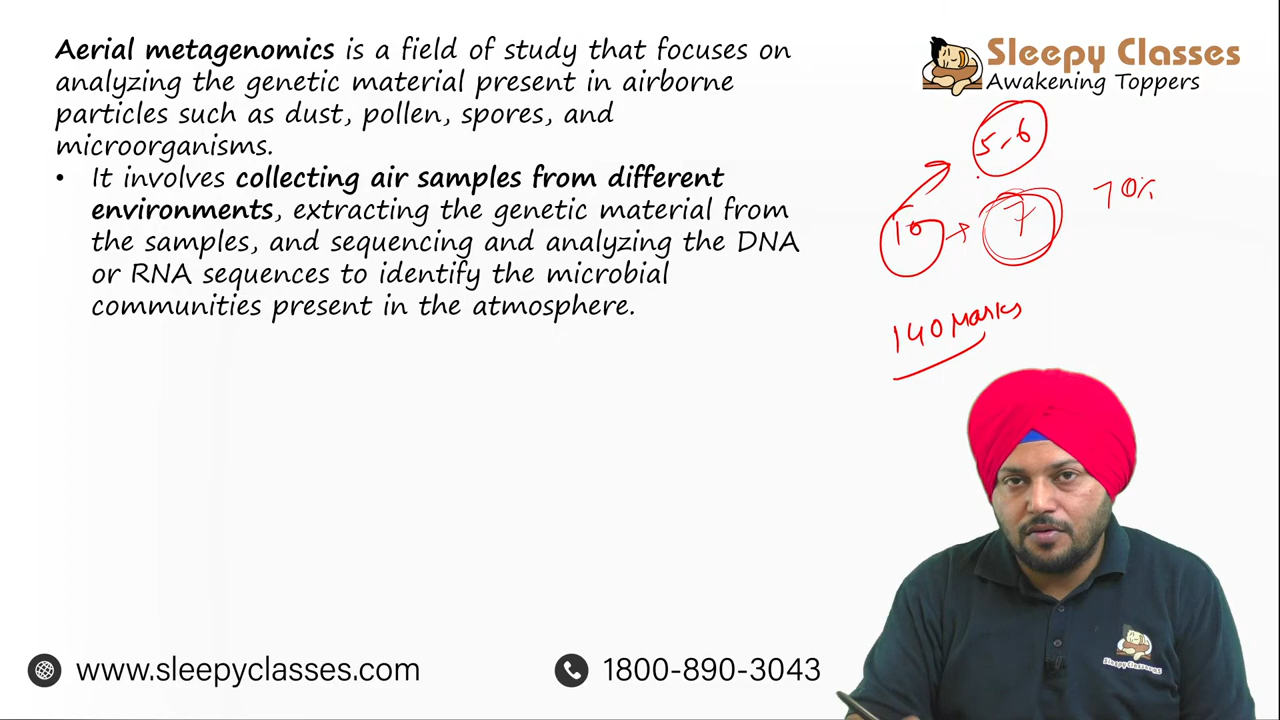 Aerial metagenomics is a field of study that focuses on
analyzing the genetic material present in airborne
particles such as dust, pollen, spores, and
microorganisms.
• It involves collecting air samples from different
environments, extracting the genetic material from
the samples, and sequencing and analyzing the DNA
or RNA sequences to identify the microbial
communities present in the atmosphere.
Sleepy Classes
Awakening Toppers
5-6
10 → 7
70%
140 Marks
Sleepy Classes
www.sleepyclasses.com
1800-890-3043